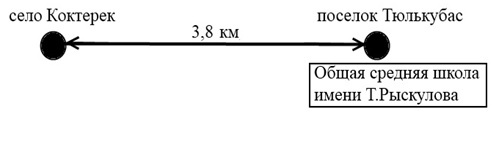 село Коктерек
поселок Тюлькубас
3,8 км
Общая средняя школа
имени Т.Рыскулова